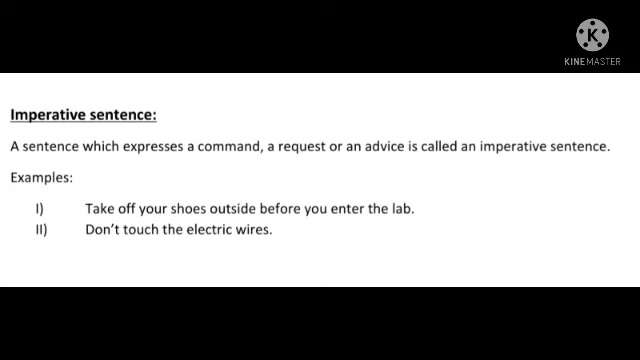 K
KINEMASTER
Imperative sentence:
A sentence which expresses a command, a request or an advice is called an imperative sentence.
Examples:
I) Take off your shoes outside before you enter the lab.
II) Don't touch the electric wires.